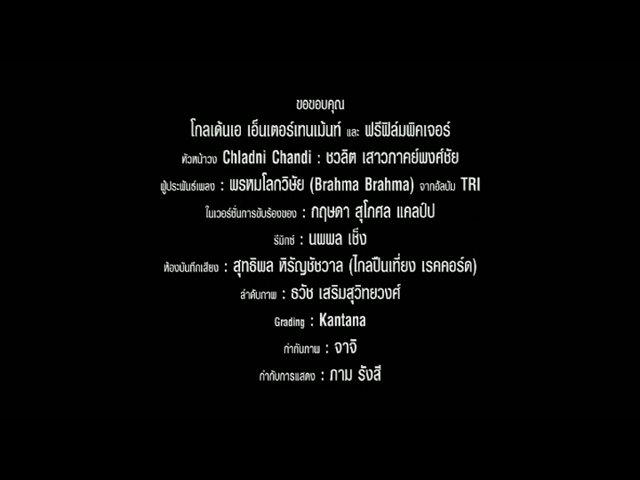 ขอขอบคุณ
โกลเด้นเอ เอ็นเตอร์เทนเม้นท์ และ ฟรีฟิล์มพิคเจอร์
หัวหน้าวง Chladni Chandi : ชวลิต เสาวภาคย์พงศ์ชัย
ผู้ประพันธ์เพลง : พรหมโลกวิษัย (Brahma Brahma) จากอัลบัม TRI
ในเวอร์ชั่นการขับร้องของ : กฤษดา สุโกศล แคลปป์
รีมิกซ์ : นพพล เช็ง
ห้องบันทึกเสียง : สุทธิพล หิรัญชัชวาล (ไกลปืนเที่ยง เรคคอร์ด)
ลำดับภาพ : ธวัช เสริมสุวิทยวงศ์
Grading : Kantana
กำกับภาพ : จาจิ
กำกับการแสดง : ภาม รังสี